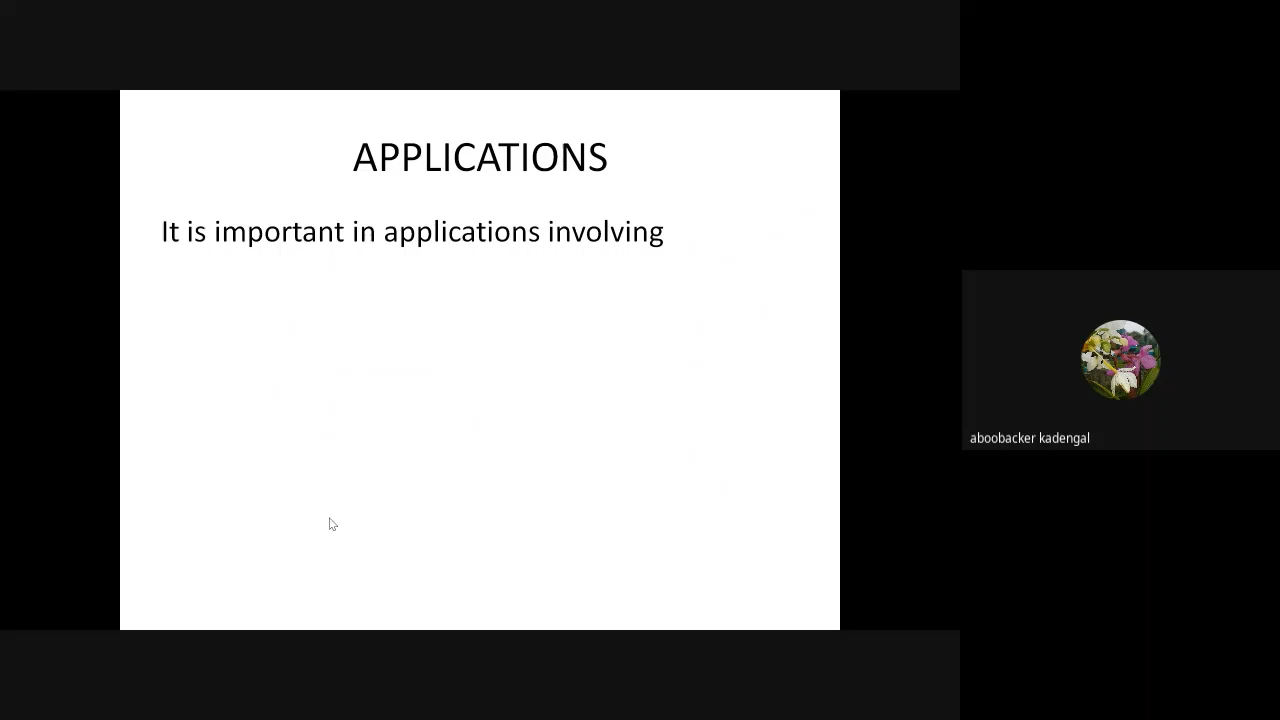 APPLICATIONS
It is important in applications involving
aboobacker kadengal